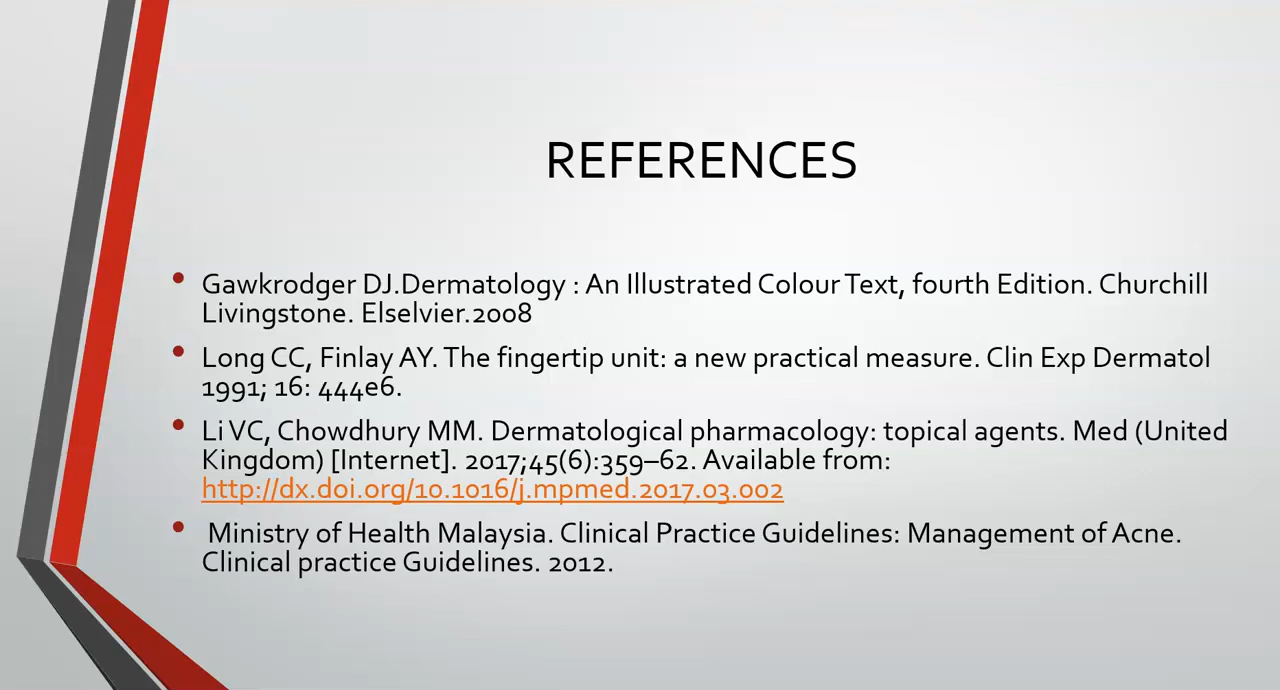 REFERENCES
• Gawkrodger DJ.Dermatology : An Illustrated Colour Text, fourth Edition. Churchill
Livingstone. Elselvier.2008
• Long CC, Finlay AY. The fingertip unit: a new practical measure. Clin Exp Dermatol
1991; 16: 444e6.
• Li VC, Chowdhury MM. Dermatological pharmacology: topical agents. Med (United
Kingdom) [Internet]. 2017;45(6):359–62. Available from:
http://dx.doi.org/10.1016/j.mpmed.2017.03.002
• Ministry of Health Malaysia. Clinical Practice Guidelines: Management of Acne.
Clinical practice Guidelines. 2012.